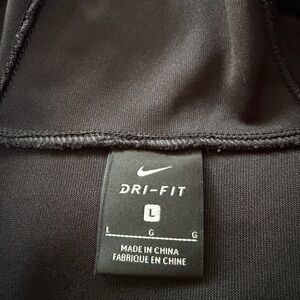 DRI-FIT
L
L G G
MADE IN CHINA
FABRIQUE EN CHINE